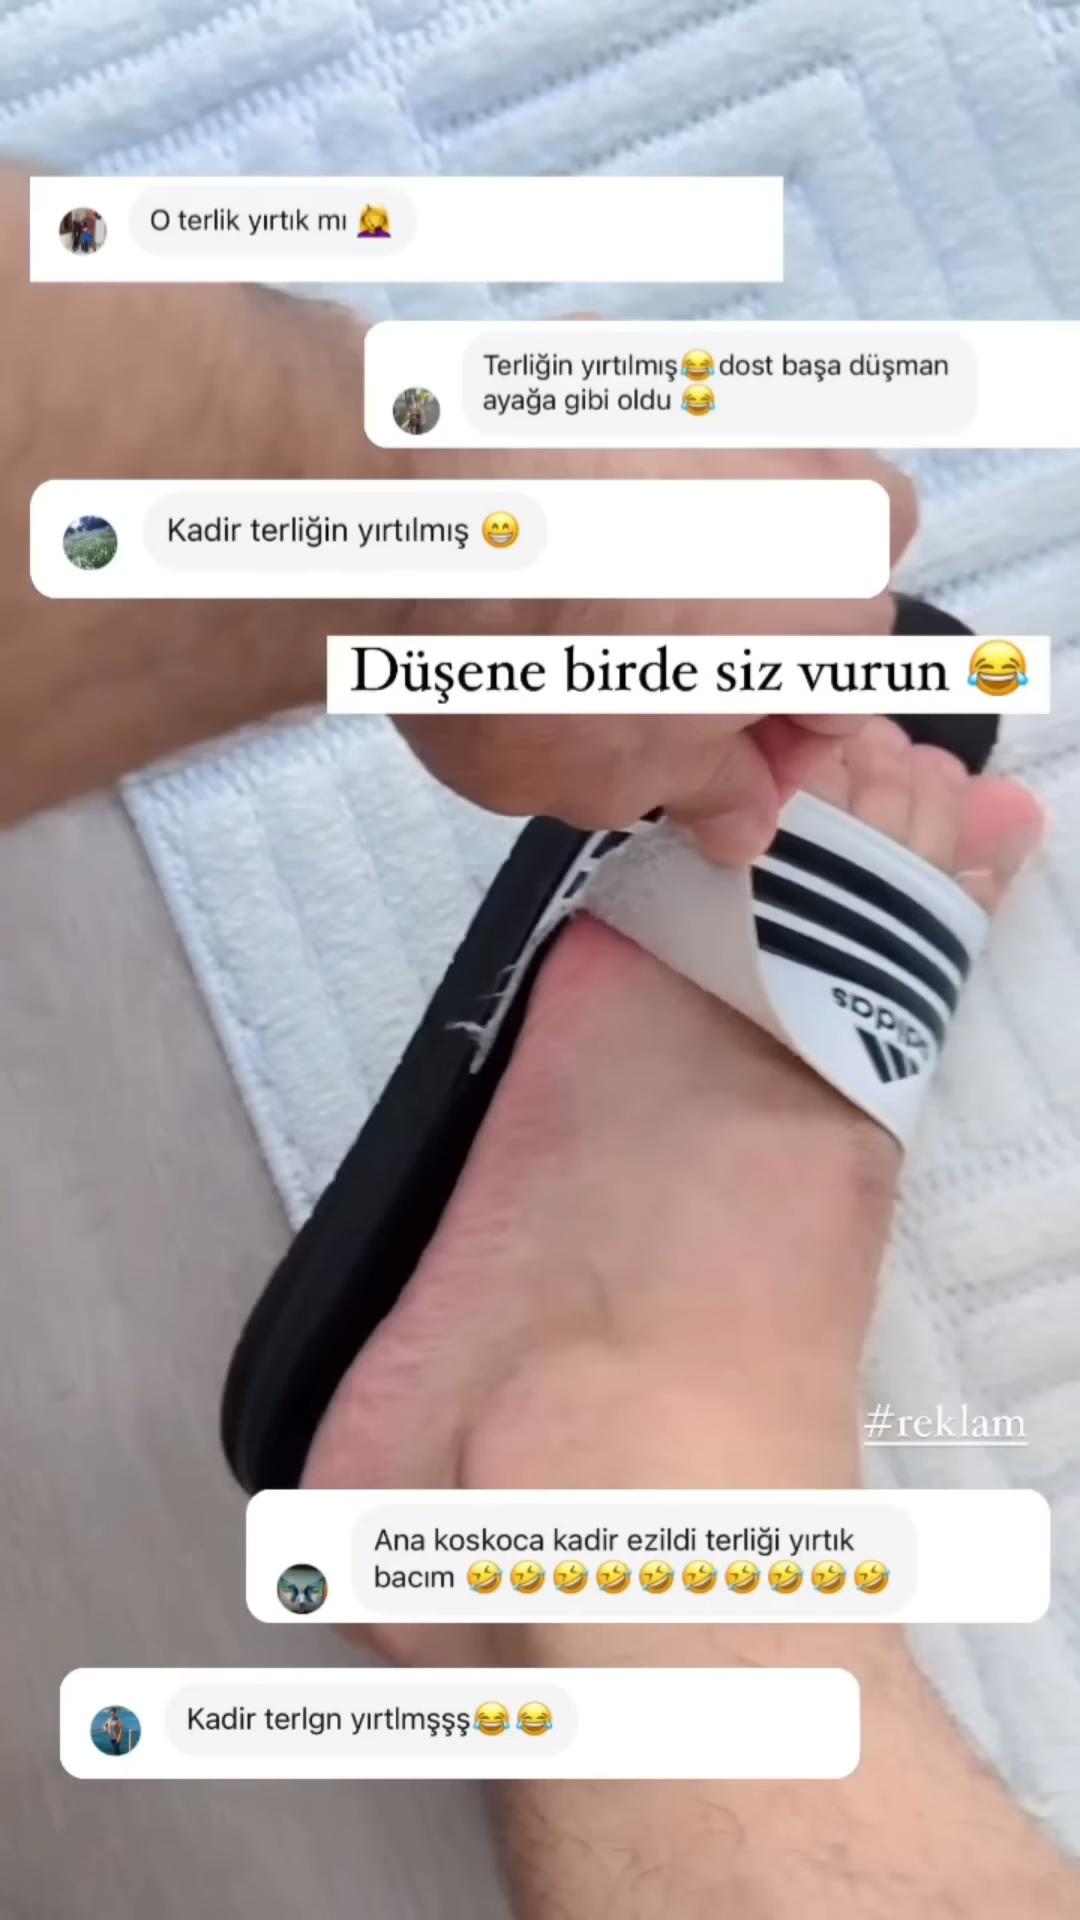 O terlik yırtık mı 🤦‍♀️
Terliğin yırtılmış😂dost başa düşman
ayağa gibi oldu 😂
Kadir terliğin yırtılmış 😁
Düşene birde siz vurun 😂
adidas
#reklam
Ana koskoca kadir ezildi terliği yırtık
bacım 🤣🤣🤣🤣🤣🤣🤣🤣🤣🤣
Kadir terlgn yırtlmşşş😂😂